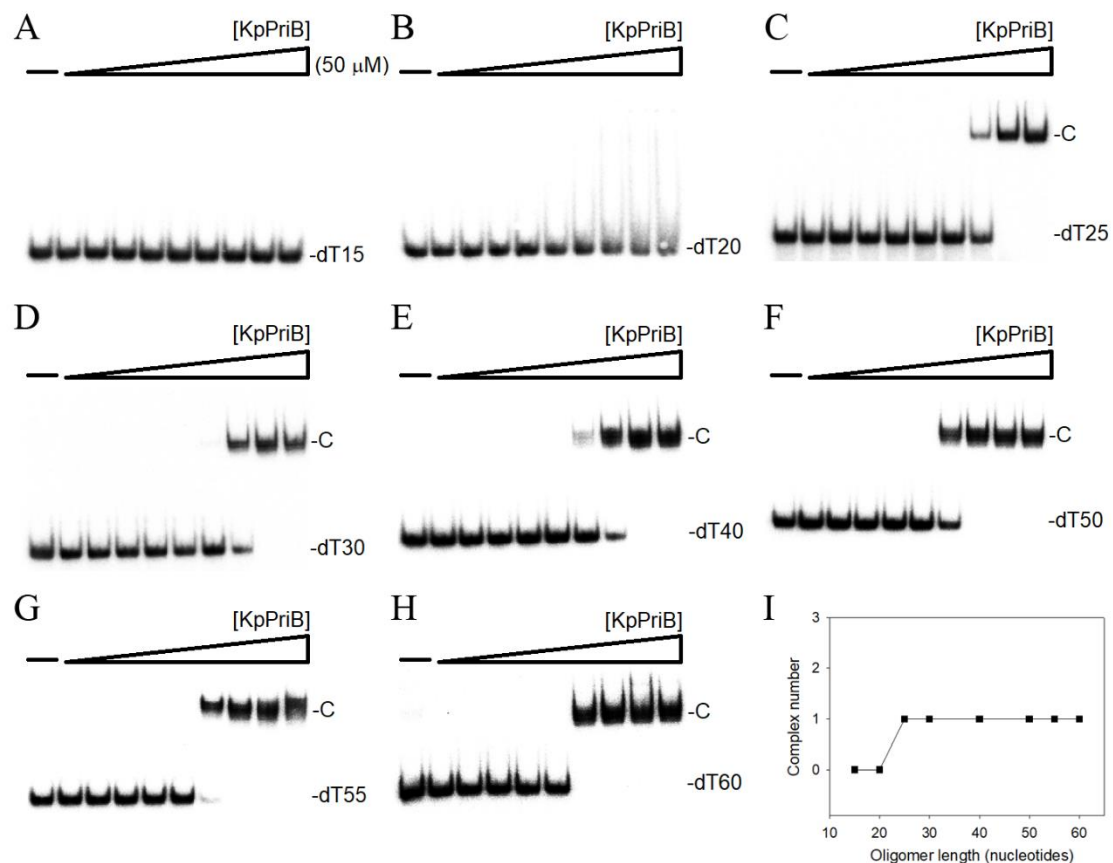 A
[KpPriB]
(50 μM)
-dT15
B
[KpPriB]
-dT20
C
[KpPriB]
-C
-dT25
D
[KpPriB]
-C
-dT30
E
[KpPriB]
-C
-dT40
F
[KpPriB]
-C
-dT50
G
[KpPriB]
-C
-dT55
H
[KpPriB]
-C
-dT60
I
Complex number
3
2
1
0
10 20 30 40 50 60
Oligomer length (nucleotides)